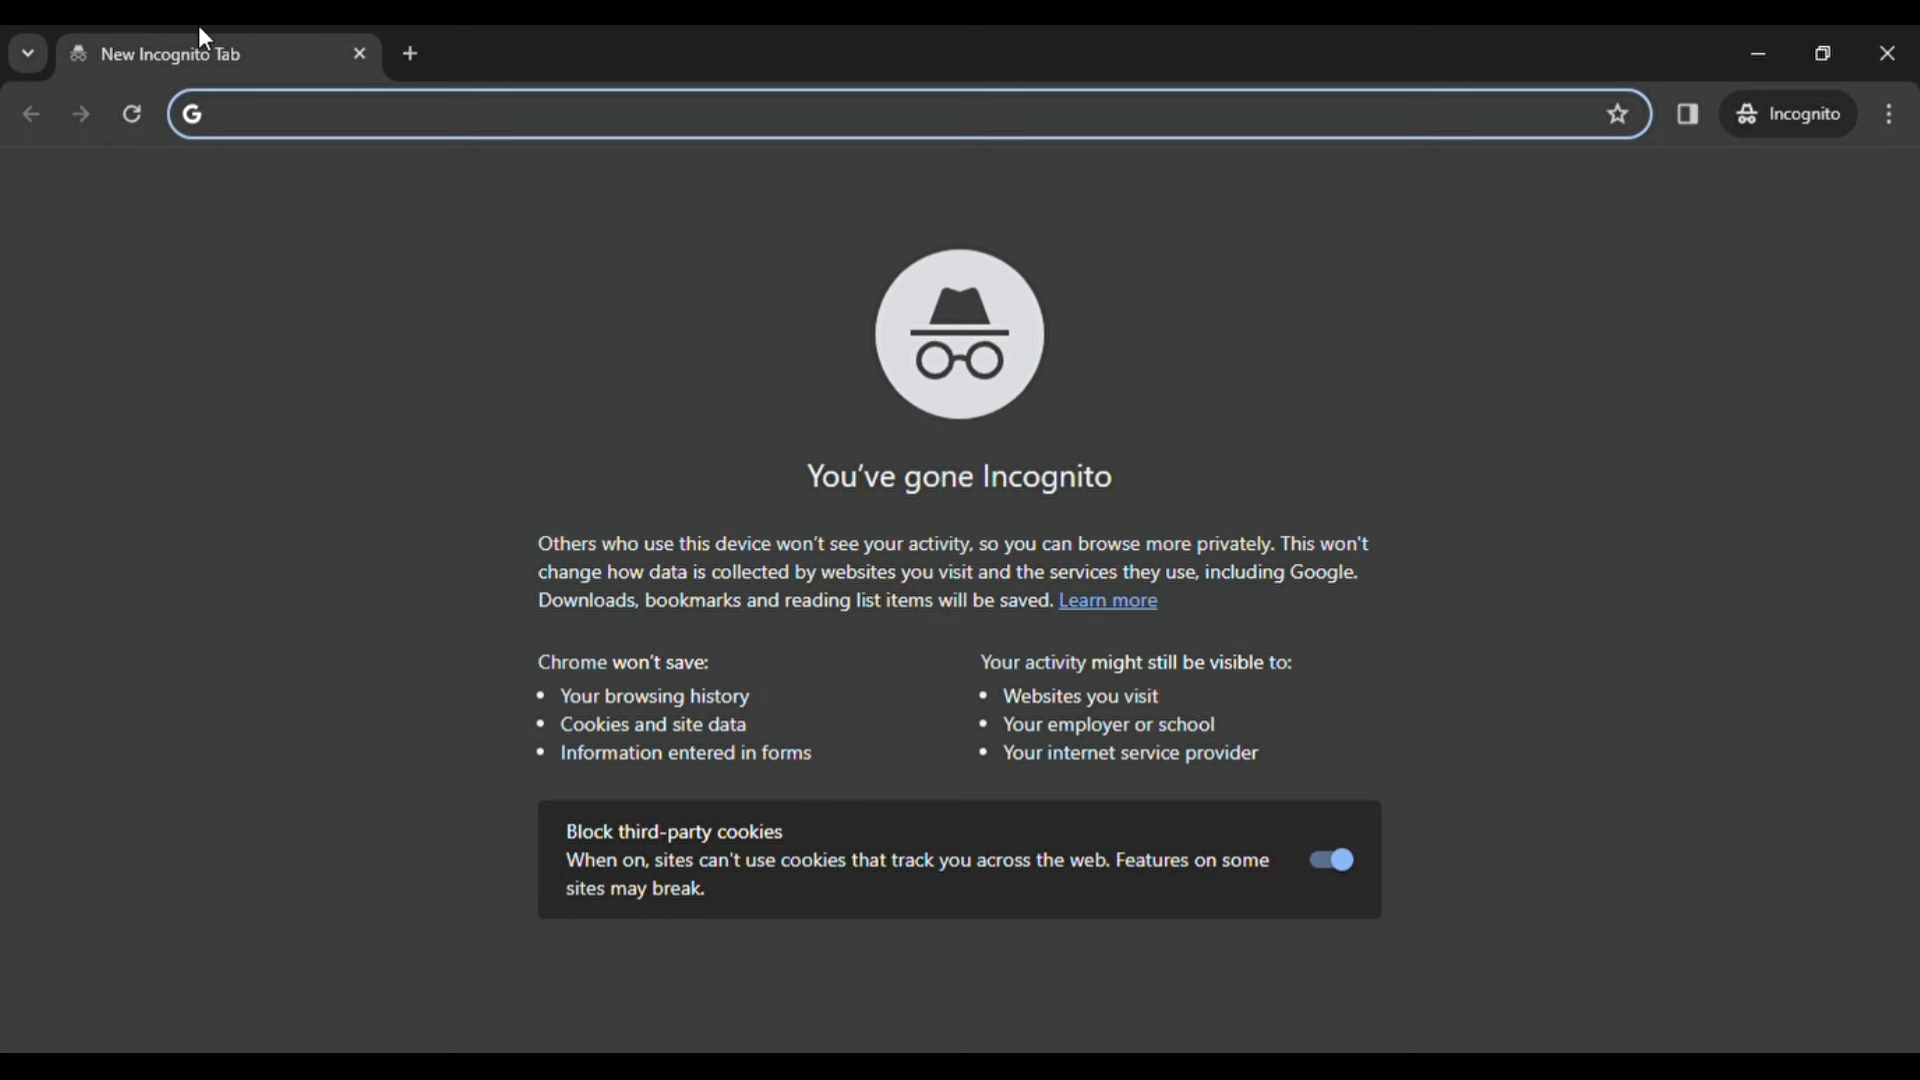 New Incognito Tab
Incognito
You've gone Incognito
Others who use this device won't see your activity, so you can browse more privately. This won't
change how data is collected by websites you visit and the services they use, including Google.
Downloads, bookmarks and reading list items will be saved. Learn more
Chrome won't save:
• Your browsing history
• Cookies and site data
• Information entered in forms
Your activity might still be visible to:
• Websites you visit
• Your employer or school
• Your internet service provider
Block third-party cookies
When on, sites can't use cookies that track you across the web. Features on some
sites may break.